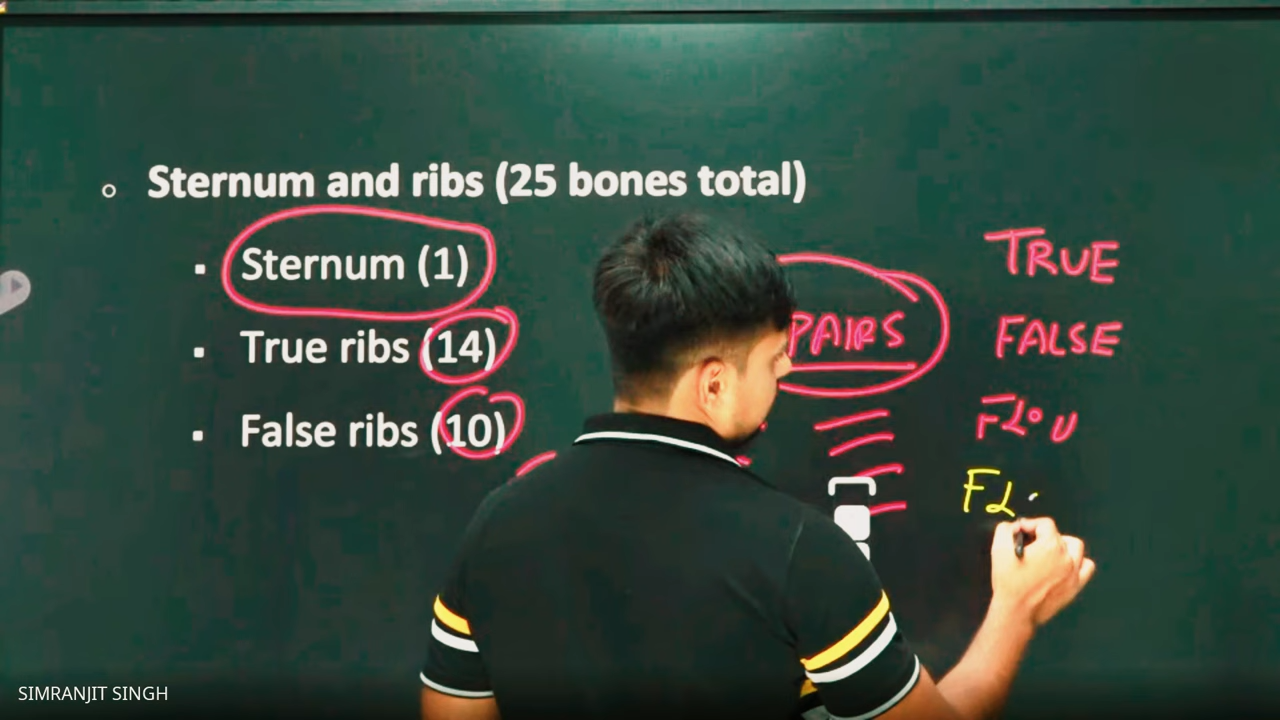 Sternum and ribs (25 bones total)
Sternum (1)
True ribs (14)
False ribs (10)
PAIRS
TRUE
FALSE
FLOU
FL
SIMRANJIT SINGH